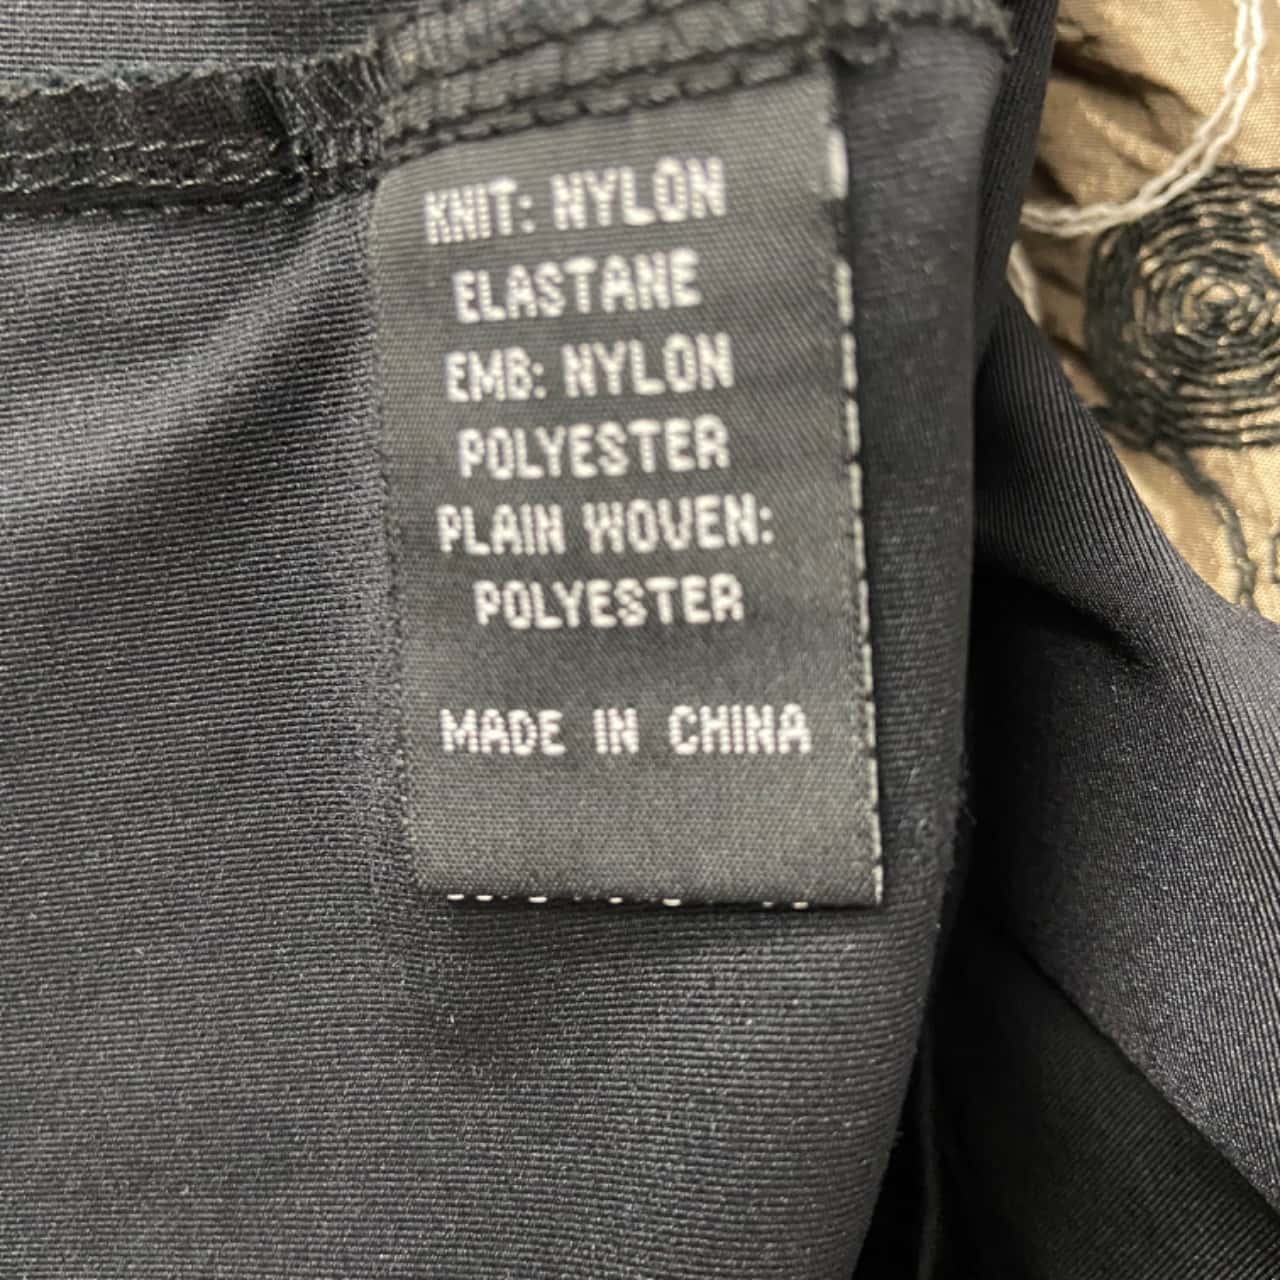 KNIT: NYLON
ELASTANE
EMB: NYLON
POLYESTER
PLAIN WOVEN:
POLYESTER
MADE IN CHINA